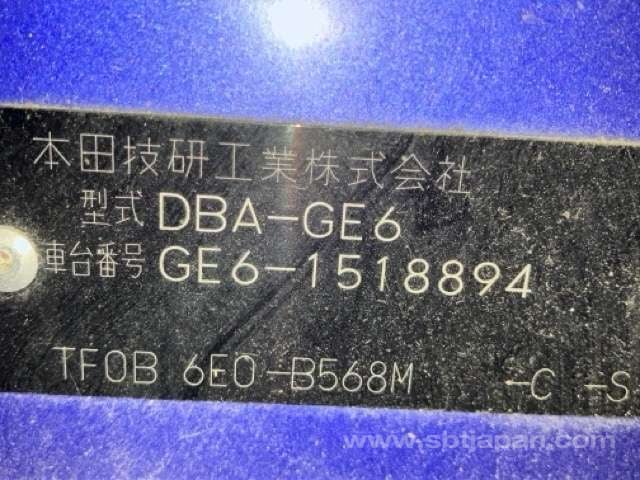 本田技研工業株式会社
型式 DBA-GE6
車台番号 GE6-1518894
TF0B 6E0-B568M -C -S
www.sbtjapan.com